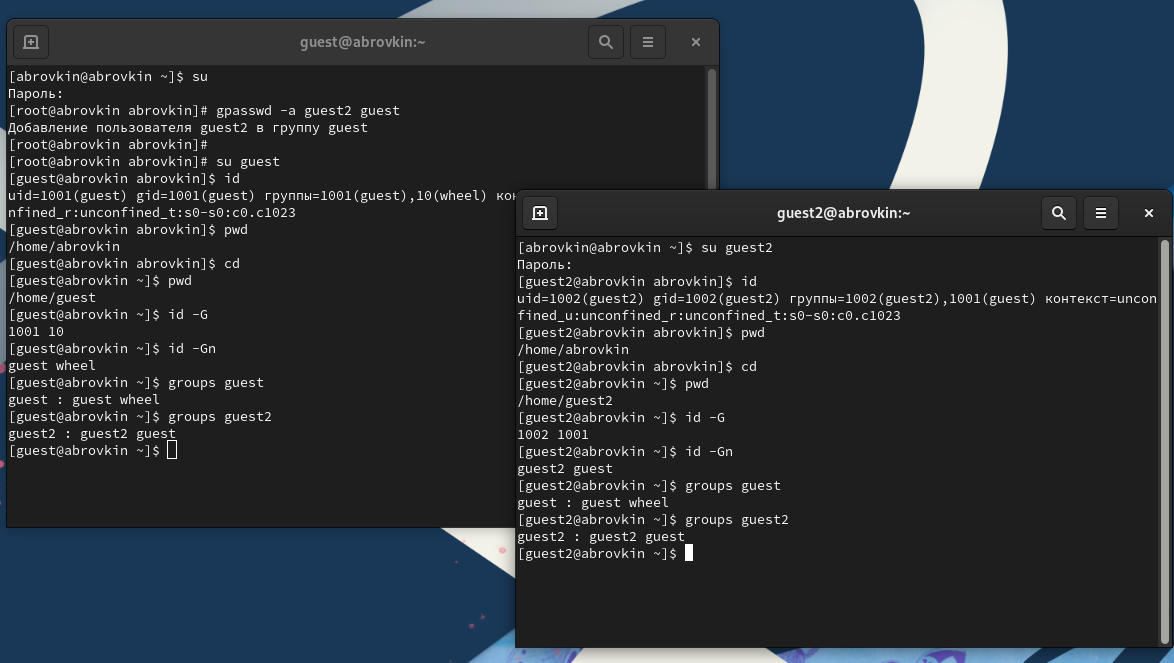 guest@abrovkin:~
[abrovkin@abrovkin ~]$ su
Пароль:
[root@abrovkin abrovkin]# gpasswd -a guest2 guest
Добавление пользователя guest2 в группу guest
[root@abrovkin abrovkin]#
[root@abrovkin abrovkin]# su guest
[guest@abrovkin abrovkin]$ id
uid=1001(guest) gid=1001(guest) группы=1001(guest),10(wheel)
nfined_r:unconfined_t:s0-s0:c0.c1023
[guest@abrovkin abrovkin]$ pwd
/home/abrovkin
[guest@abrovkin abrovkin]$ cd
[guest@abrovkin ~]$ pwd
/home/guest
[guest@abrovkin ~]$ id -G
1001 10
[guest@abrovkin ~]$ id -Gn
guest wheel
[guest@abrovkin ~]$ groups guest
guest : guest wheel
[guest@abrovkin ~]$ groups guest2
guest2 : guest2 guest
[guest@abrovkin ~]$
guest2@abrovkin:~
[abrovkin@abrovkin ~]$ su guest2
Пароль:
[guest2@abrovkin abrovkin]$ id
uid=1002(guest2) gid=1002(guest2) группы=1002(guest2),1001(guest) контекст=uncon
fined_u:unconfined_r:unconfined_t:s0-s0:c0.c1023
[guest2@abrovkin abrovkin]$ pwd
/home/abrovkin
[guest2@abrovkin abrovkin]$ cd
[guest2@abrovkin ~]$ pwd
/home/guest2
[guest2@abrovkin ~]$ id -G
1002 1001
[guest2@abrovkin ~]$ id -Gn
guest2 guest
[guest2@abrovkin ~]$ groups guest
guest : guest wheel
[guest2@abrovkin ~]$ groups guest2
guest2 : guest2 guest
[guest2@abrovkin ~]$